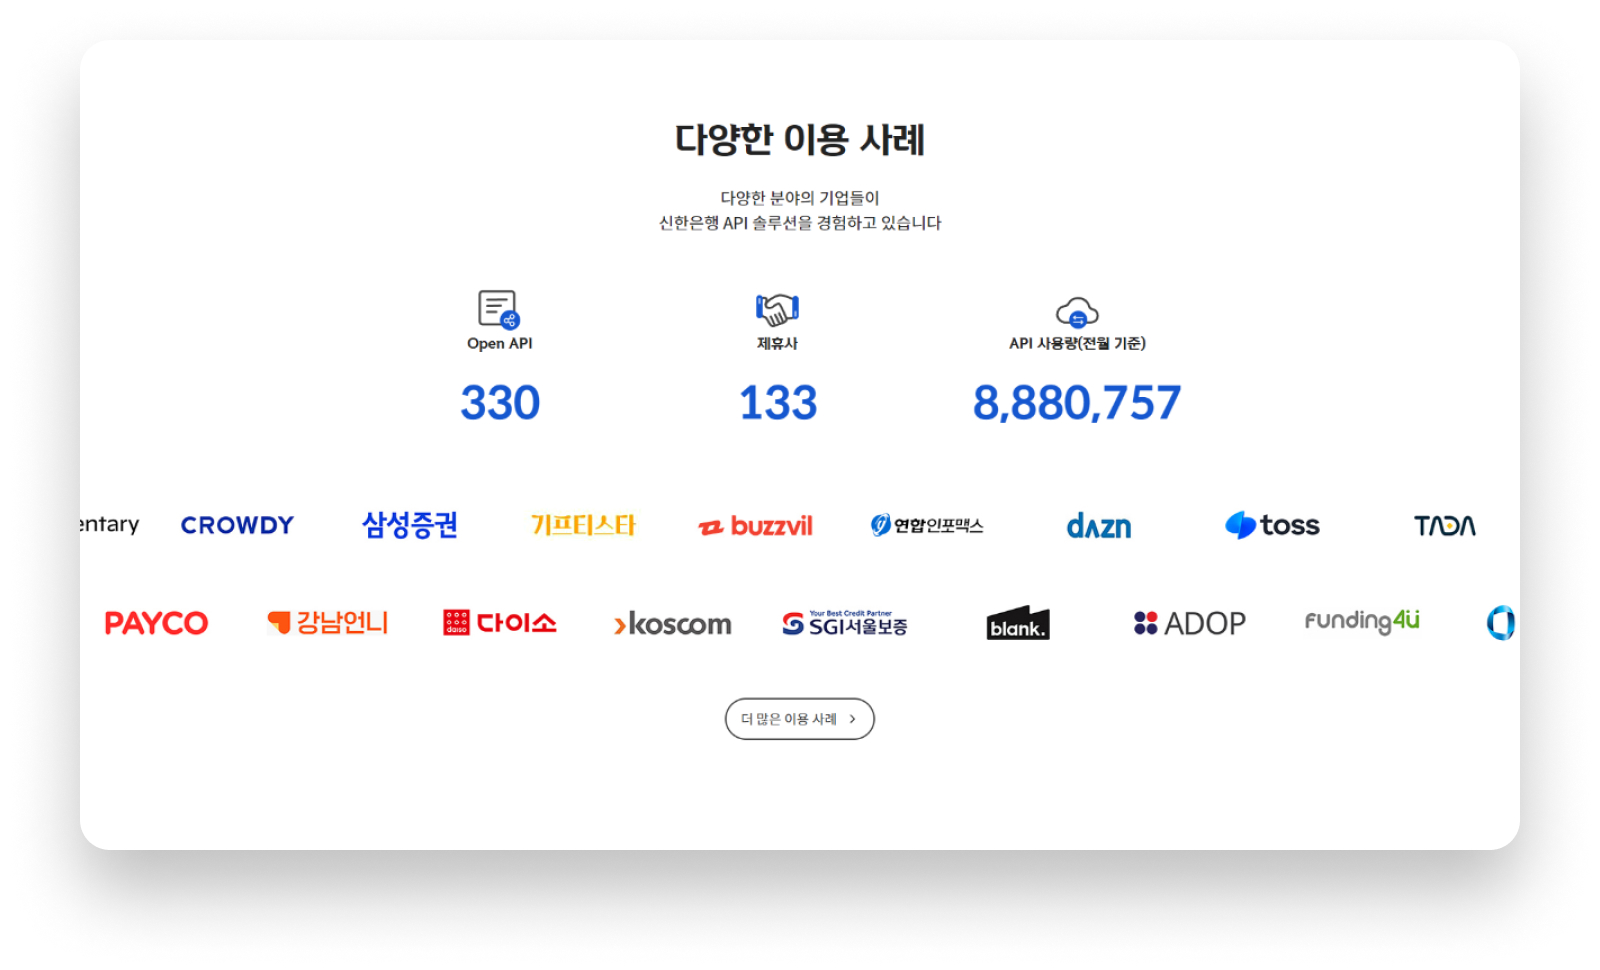 다양한 이용 사례
다양한 분야의 기업들이
신한은행 API 솔루션을 경험하고 있습니다
Open API
제휴사
API 사용량(전월 기준)
330
133
8,880,757
entary
CROWDY
삼성증권
기프티스타
buzzvil
연합인포맥스
dazn
toss
TADA
PAYCO
강남언니
daiso
다이소
koscom
Your Best Credit Partner
SGI서울보증
blank.
ADOP
Funding4U
더 많은 이용 사례 >